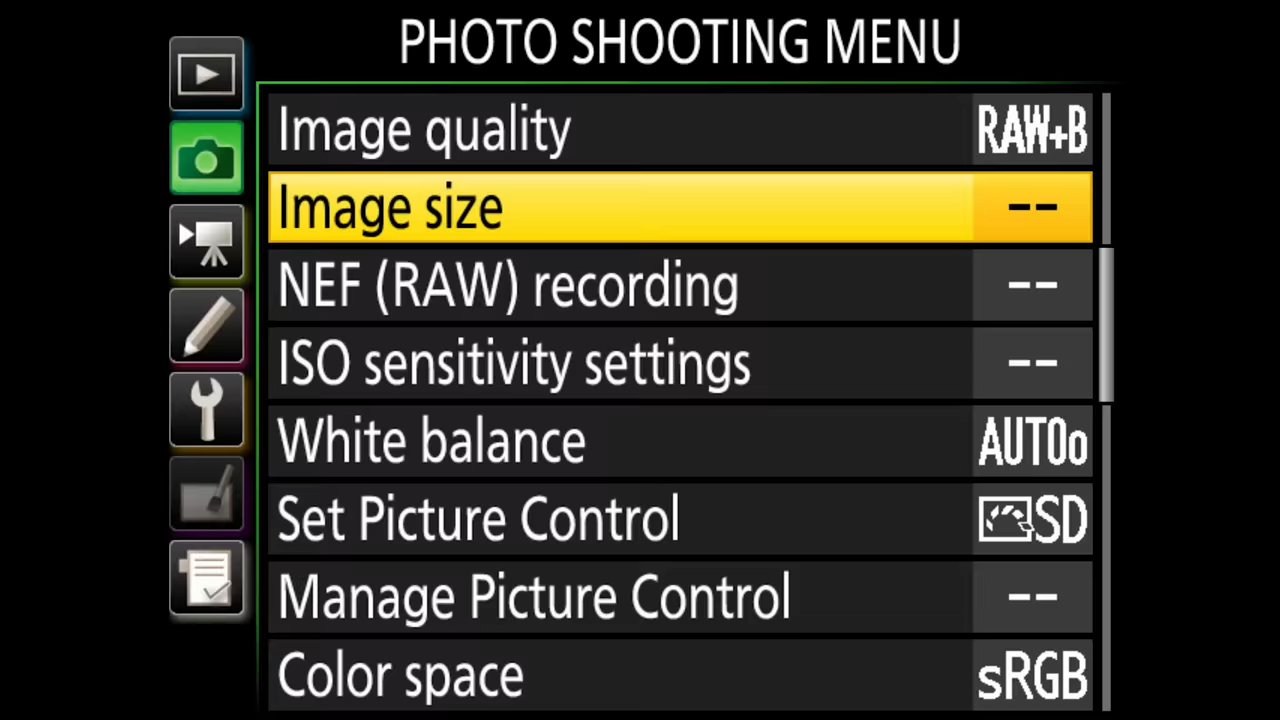 PHOTO SHOOTING MENU
Image quality RAW+B
Image size --
NEF (RAW) recording --
ISO sensitivity settings --
White balance AUTO0
Set Picture Control SD
Manage Picture Control --
Color space sRGB